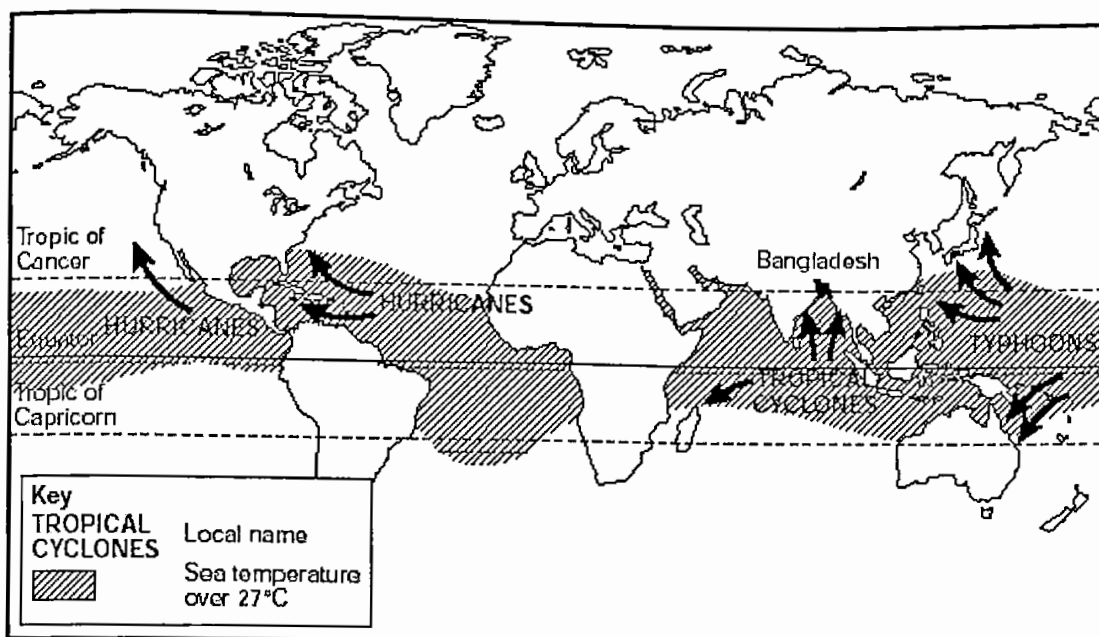 Tropic of
Cancer
Bangladesh
HURRICANES
HURRICANES
Equator
TYPHOONS
TROPICAL
CYCLONES
Tropic of
Capricorn
Key
TROPICAL
CYCLONES
Local name
Sea temperature
over 27°C